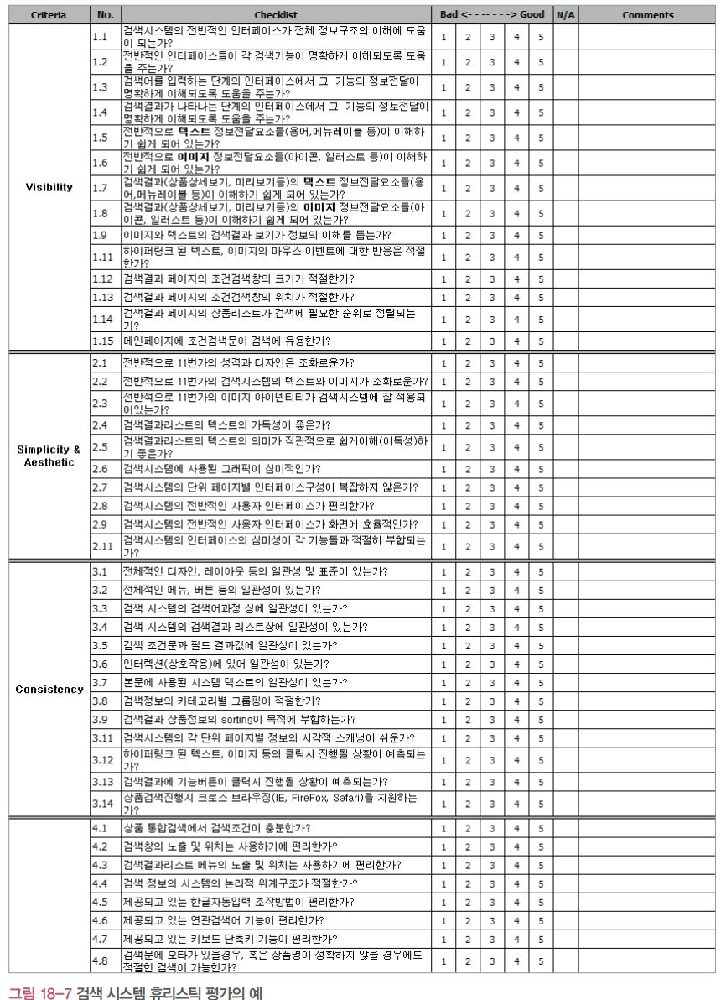 Criteria No. Checklist Bad <- - - -- - - -> Good N/A Comments
Visibility
1.1 검색시스템의 전반적인 인터페이스가 전체 정보구조의 이해에 도움
이 되는가? 1 2 3 4 5
1.2 전반적인 인터페이스들이 각 검색기능이 명확하게 이해되도록 도움
을 주는가? 1 2 3 4 5
1.3 검색어를 입력하는 단계의 인터페이스에서 그 기능의 정보전달이
명확하게 이해되도록 도움을 주는가? 1 2 3 4 5
1.4 검색결과가 나타나는 단계의 인터페이스에서 그 기능의 정보전달이
명확하게 이해되도록 도움을 주는가? 1 2 3 4 5
1.5 전반적으로 텍스트 정보전달요소들(용어,메뉴레이블 등)이 이해하
기 쉽게 되어 있는가? 1 2 3 4 5
1.6 전반적으로 이미지 정보전달요소들(아이콘, 일러스트 등)이 이해하
기 쉽게 되어 있는가? 1 2 3 4 5
1.7 검색결과(상품상세보기, 미리보기등)의 텍스트 정보전달요소들(용
어,메뉴레이블 등)이 이해하기 쉽게 되어 있는가? 1 2 3 4 5
1.8 검색결과(상품상세보기, 미리보기등)의 이미지 정보전달요소들(아
이콘, 일러스트 등)이 이해하기 쉽게 되어 있는가? 1 2 3 4 5
1.9 이미지와 텍스트의 검색결과 보기가 정보의 이해를 돕는가? 1 2 3 4 5
1.11 하이퍼링크 된 텍스트, 이미지의 마우스 이벤트에 대한 반응은 적절
한가? 1 2 3 4 5
1.12 검색결과 페이지의 조건검색창의 크기가 적절한가? 1 2 3 4 5
1.13 검색결과 페이지의 조건검색창의 위치가 적절한가? 1 2 3 4 5
1.14 검색결과 페이지의 상품리스트가 검색에 필요한 순위로 정렬되는
가? 1 2 3 4 5
1.15 메인페이지에 조건검색문이 검색에 유용한가? 1 2 3 4 5
Simplicity &
Aesthetic
2.1 전반적으로 11번가의 성격과 디자인은 조화로운가? 1 2 3 4 5
2.2 전반적으로 11번가의 검색시스템의 텍스트와 이미지가 조화로운가? 1 2 3 4 5
2.3 전반적으로 11번가의 이미지 아이덴티티가 검색시스템에 잘 적용되
어있는가? 1 2 3 4 5
2.4 검색결과리스트의 텍스트의 가독성이 좋은가? 1 2 3 4 5
2.5 검색결과리스트의 텍스트의 의미가 직관적으로 쉽게이해(이독성)하
기 좋은가? 1 2 3 4 5
2.6 검색시스템에 사용된 그래픽이 심미적인가? 1 2 3 4 5
2.7 검색시스템의 단위 페이지별 인터페이스구성이 복잡하지 않은가? 1 2 3 4 5
2.8 검색시스템의 전반적인 사용자 인터페이스가 편리한가? 1 2 3 4 5
2.9 검색시스템의 전반적인 사용자 인터페이스가 화면에 효율적인가? 1 2 3 4 5
2.11 검색시스템의 인터페이스의 심미성이 각 기능들과 적절히 부합되는
가? 1 2 3 4 5
Consistency
3.1 전체적인 디자인, 레이아웃 등의 일관성 및 표준이 있는가? 1 2 3 4 5
3.2 전체적인 메뉴, 버튼 등의 일관성이 있는가? 1 2 3 4 5
3.3 검색 시스템의 검색어과정 상에 일관성이 있는가? 1 2 3 4 5
3.4 검색 시스템의 검색결과 리스트상에 일관성이 있는가? 1 2 3 4 5
3.5 검색 조건문과 필드 결과값에 일관성이 있는가? 1 2 3 4 5
3.6 인터렉션(상호작용)에 있어 일관성이 있는가? 1 2 3 4 5
3.7 본문에 사용된 시스템 텍스트의 일관성이 있는가? 1 2 3 4 5
3.8 검색정보의 카테고리별 그룹핑이 적절한가? 1 2 3 4 5
3.9 검색결과 상품정보의 sorting이 목적에 부합하는가? 1 2 3 4 5
3.11 검색시스템의 각 단위 페이지별 정보의 시각적 스캐닝이 쉬운가? 1 2 3 4 5
3.12 하이퍼링크 된 텍스트, 이미지 등의 클릭시 진행될 상황이 예측되는
가? 1 2 3 4 5
3.13 검색결과에 기능버튼이 클릭시 진행될 상황이 예측되는가? 1 2 3 4 5
3.14 상품검색진행시 크로스 브라우징(IE, FireFox, Safari)을 지원하는
가? 1 2 3 4 5
4.1 상품 통합검색에서 검색조건이 충분한가? 1 2 3 4 5
4.2 검색창의 노출 및 위치는 사용하기에 편리한가? 1 2 3 4 5
4.3 검색결과리스트 메뉴의 노출 및 위치는 사용하기에 편리한가? 1 2 3 4 5
4.4 검색 정보의 시스템의 논리적 위계구조가 적절한가? 1 2 3 4 5
4.5 제공되고 있는 한글자동입력 조작방법이 편리한가? 1 2 3 4 5
4.6 제공되고 있는 연관검색어 기능이 편리한가? 1 2 3 4 5
4.7 제공되고 있는 키보드 단축키 기능이 편리한가? 1 2 3 4 5
4.8 검색문에 오타가 있을경우, 혹은 상품명이 정확하지 않을 경우에도
적절한 검색이 가능한가? 1 2 3 4 5
그림 18-7 검색 시스템 휴리스틱 평가의 예